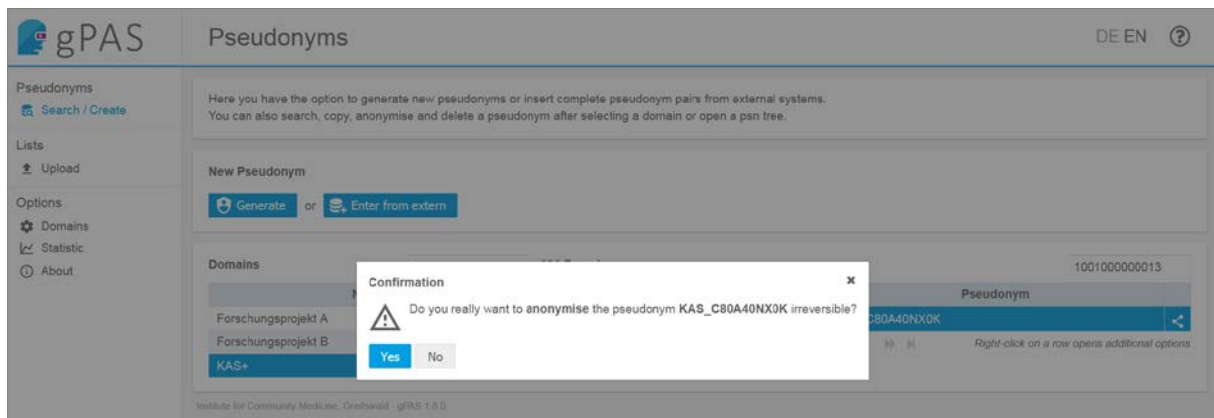 gPAS
Pseudonyms
DE EN
Pseudonyms
Search / Create
Lists
Upload
Options
Domains
Statistic
About
Here you have the option to generate new pseudonyms or insert complete pseudonym pairs from external systems.
You can also search, copy, anonymise and delete a pseudonym after selecting a domain or open a psn tree.
New Pseudonym
Generate or Enter from extern
Domains
1001000000013
Pseudonym
Forschungsprojekt A
C80A40NX0K
Forschungsprojekt B
Right-click on a row opens additional options
KAS+
Confirmation
Do you really want to anonymise the pseudonym KAS_C80A40NX0K irreversible?
Yes No
Institute for Community Medicine, Greifswald - gPAS 1.8.0